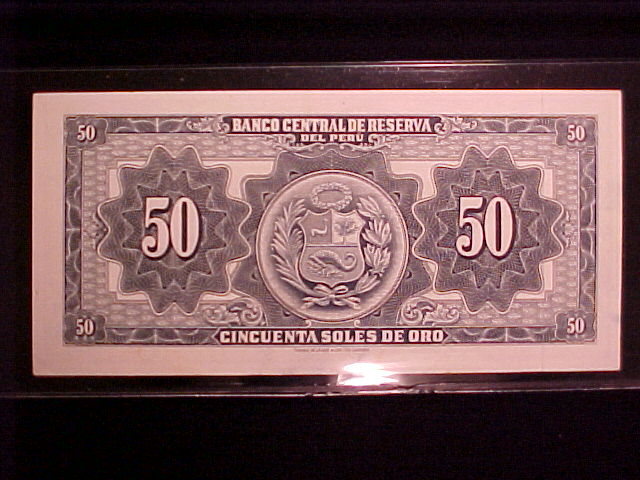 50 BANCO CENTRAL DE RESERVA 50
DEL PERU
50 50
50 CINCUENTA SOLES DE ORO 50